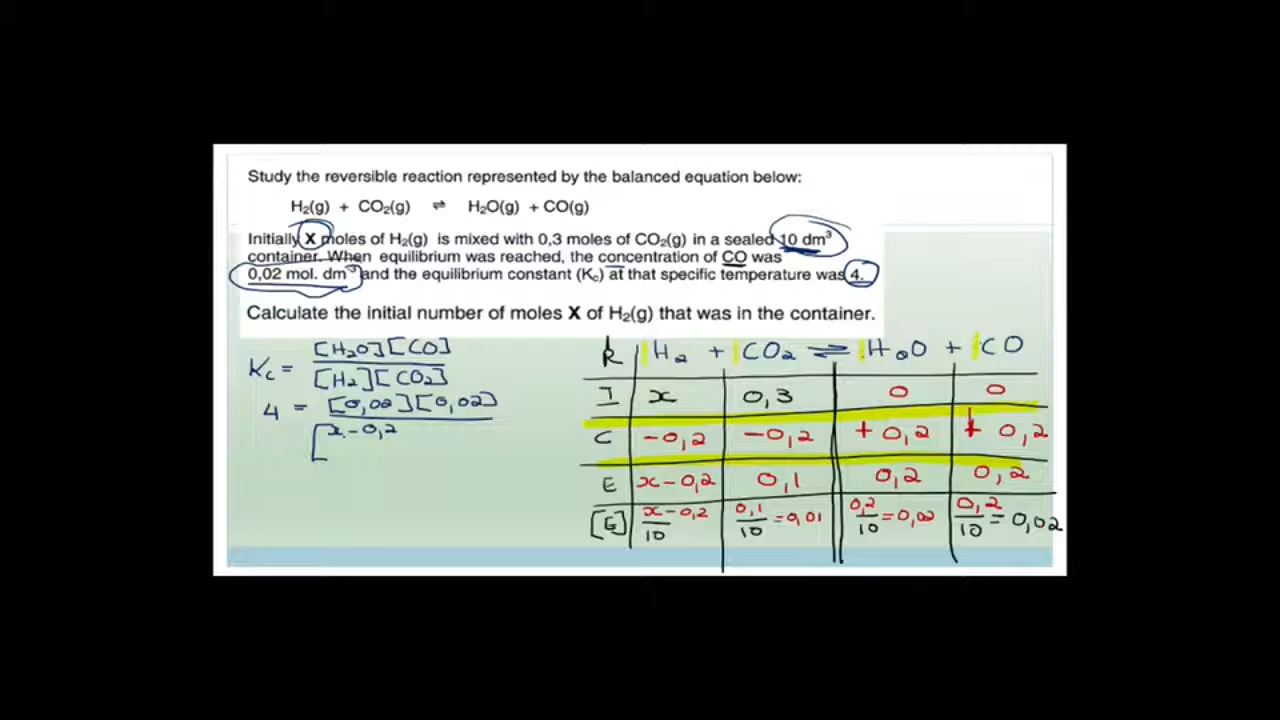 Study the reversible reaction represented by the balanced equation below:
H₂(g) + CO₂(g) ⇌ H₂O(g) + CO(g)
Initially X moles of H₂(g) is mixed with 0,3 moles of CO₂(g) in a sealed 10 dm³
container. When equilibrium was reached, the concentration of CO was
0,02 mol. dm⁻³ and the equilibrium constant (Kc) at that specific temperature was 4.
Calculate the initial number of moles X of H₂(g) that was in the container.
Kc = [H₂O][CO]
[H₂][CO₂]
4 = [0,02][0,02]
[x-0,2
R H₂ + CO₂ ⇌ H₂O + CO
I x 0,3 0 0
C -0,2 -0,2 +0,2 +0,2
E x-0,2 0,1 0,2 0,2
[E] x-0,2/10 0,1/10 = 0,01 0,2/10 = 0,02 0,2/10 = 0,02